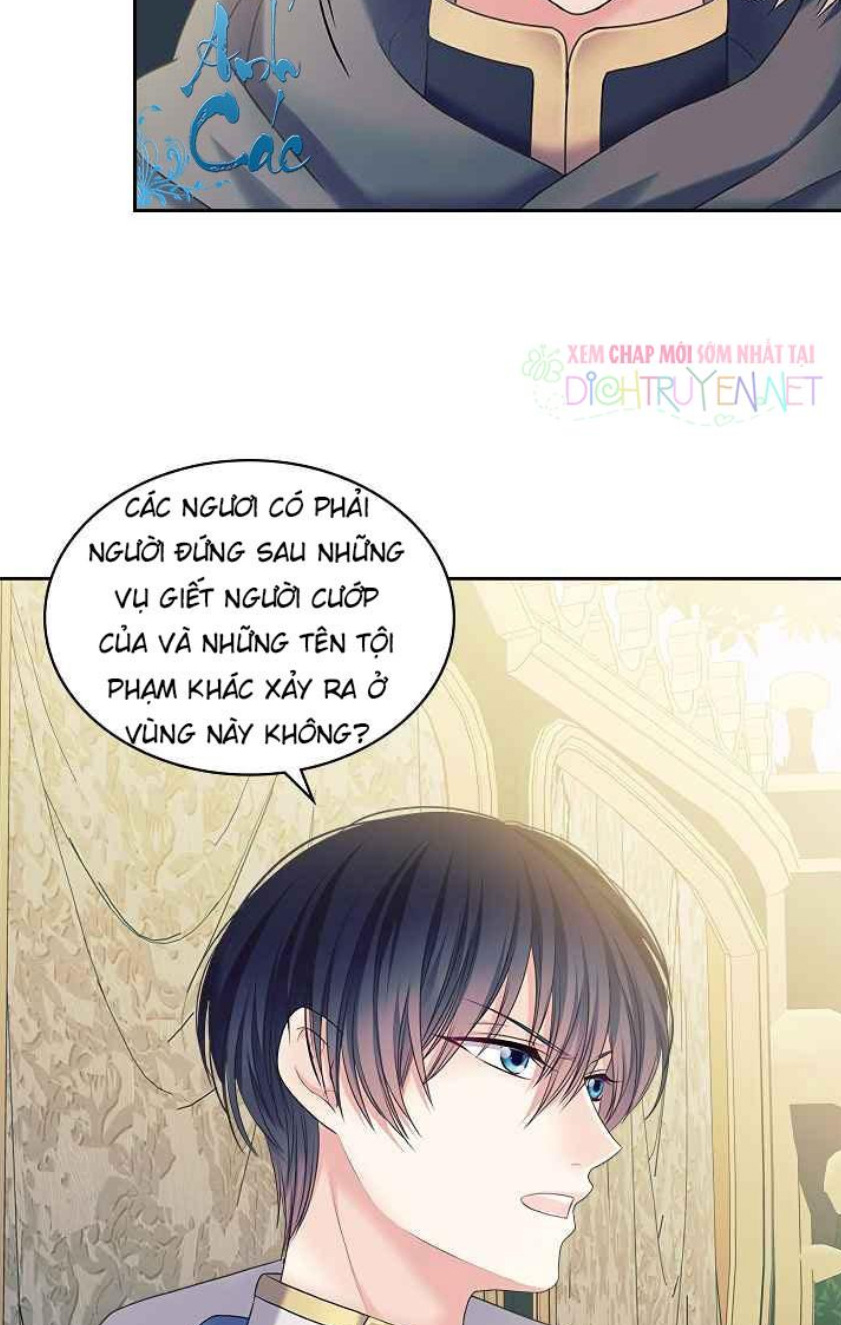 Anh
Các
XEM CHAP MỚI SỚM NHẤT TẠI
DICHTRUYEN.NET
CÁC NGƯƠI CÓ PHẢI
NGƯỜI ĐỨNG SAU NHỮNG
VỤ GIẾT NGƯỜI CƯỚP
CỦA VÀ NHỮNG TÊN TỘI
PHẠM KHÁC XẢY RA Ở
VÙNG NÀY KHÔNG?